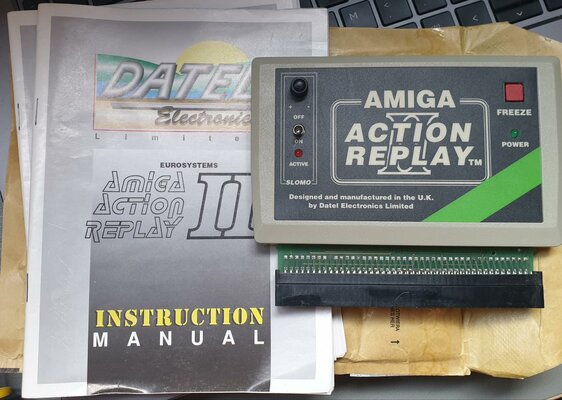 DATEL
Electronics
Limite
EUROSYSTEMS
AMIGA
ACTION
REPLAY
II
INSTRUCTION
MANUAL
+
-
OFF
ON
ACTIVE
SLOMO
AMIGA
ACTION
II
REPLAY TM
Designed and manufactured in the U.K.
by Datel Electronics Limited
FREEZE
POWER